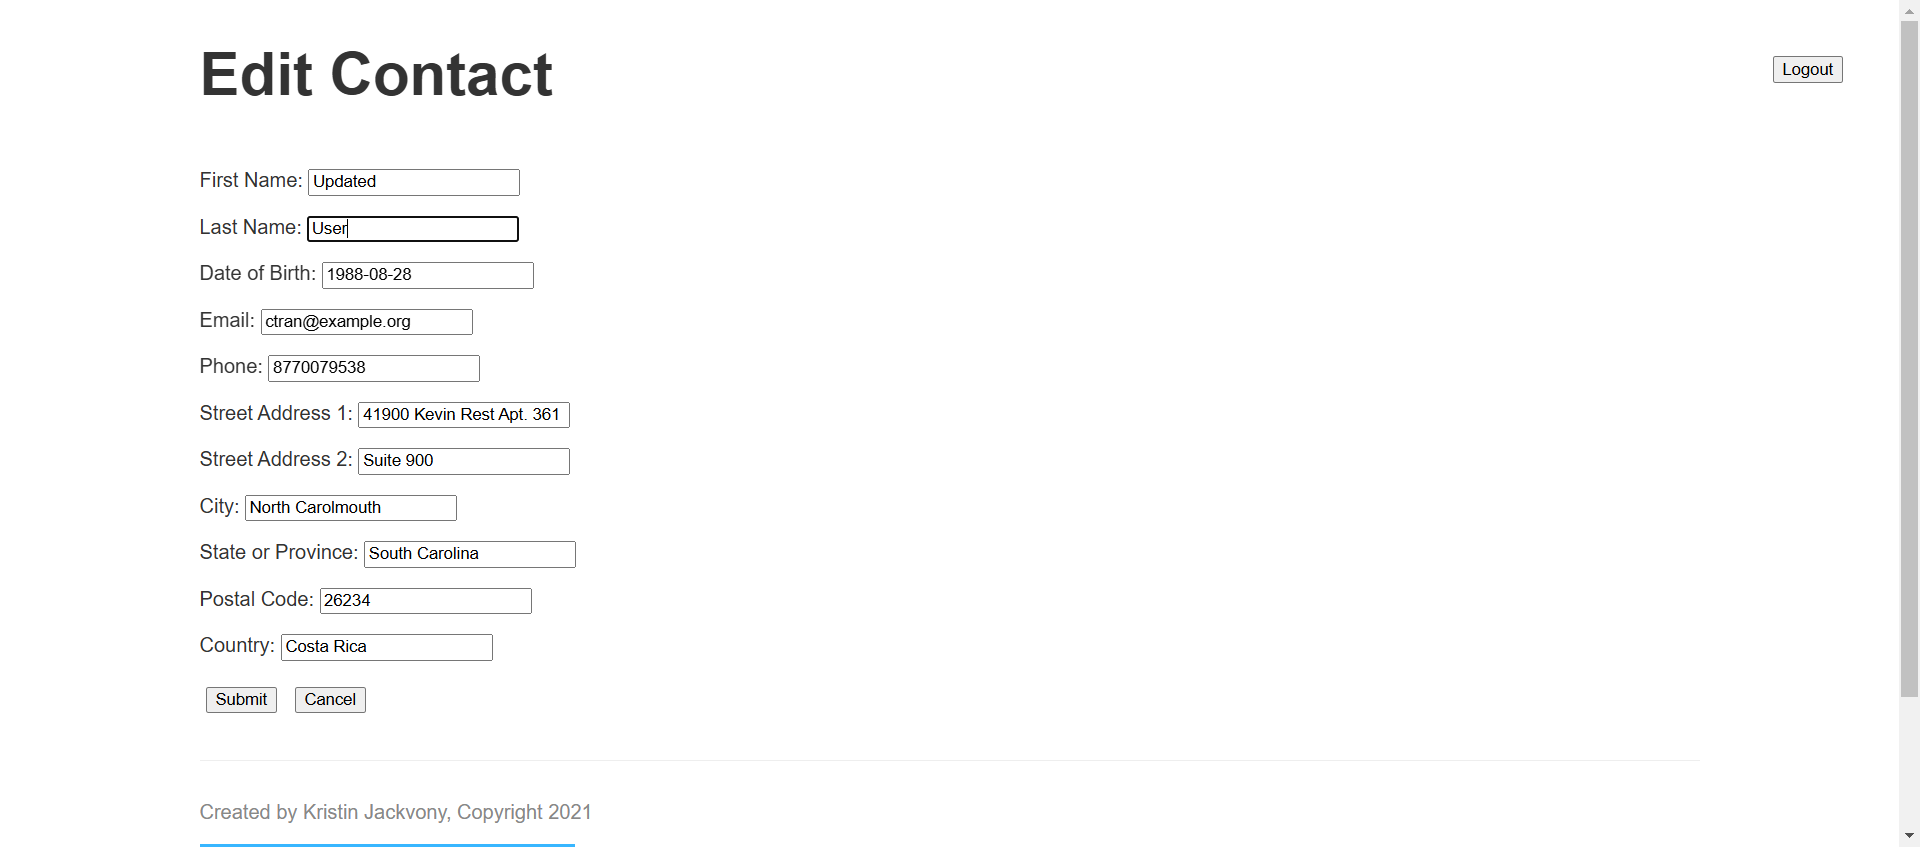 Edit Contact
Logout
First Name: Updated
Last Name: User
Date of Birth: 1988-08-28
Email: ctran@example.org
Phone: 8770079538
Street Address 1: 41900 Kevin Rest Apt. 361
Street Address 2: Suite 900
City: North Carolmouth
State or Province: South Carolina
Postal Code: 26234
Country: Costa Rica
Submit Cancel
Created by Kristin Jackvony, Copyright 2021